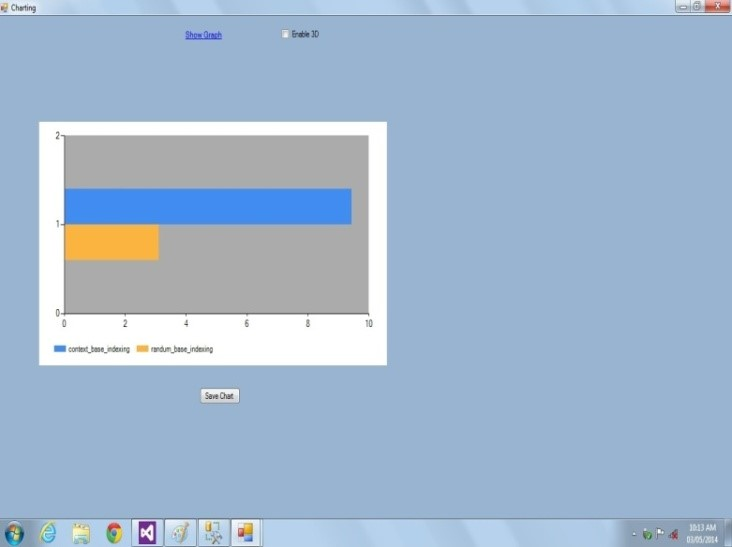 Charting
Show Graph
Enable 3D
2
1
0
0 2 4 6 8 10
context_base_indexing randum_base_indexing
Save Chart
10:13 AM
03/05/2014